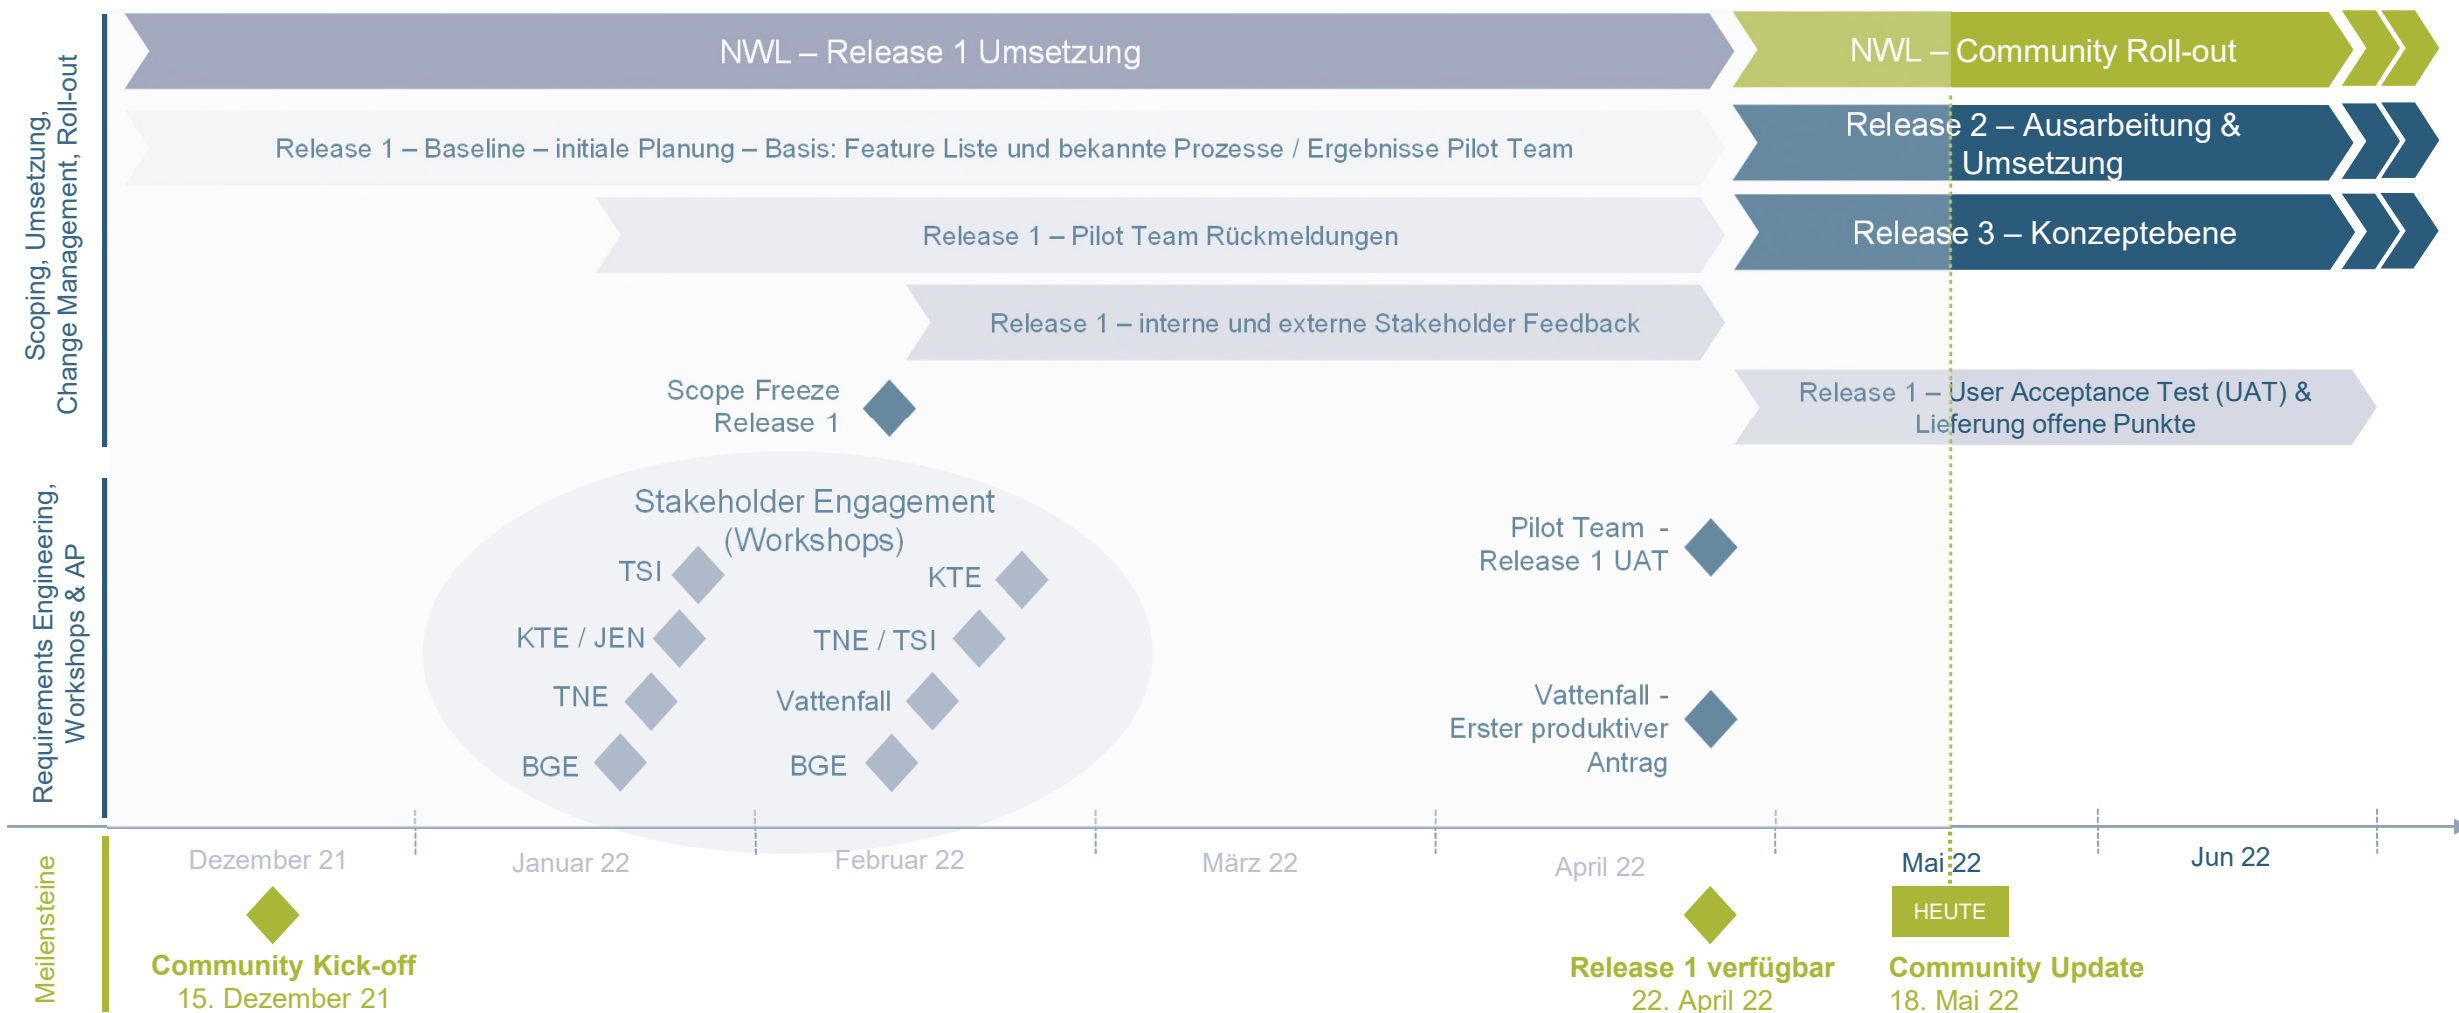 Scoping, Umsetzung,
Change Management, Roll-out
NWL – Release 1 Umsetzung
NWL – Community Roll-out
Release 1 – Baseline – initiale Planung – Basis: Feature Liste und bekannte Prozesse / Ergebnisse Pilot Team
Release 2 – Ausarbeitung &
Umsetzung
Release 1 – Pilot Team Rückmeldungen
Release 3 – Konzeptebene
Release 1 – interne und externe Stakeholder Feedback
Scope Freeze
Release 1
Release 1 – User Acceptance Test (UAT) &
Lieferung offene Punkte
Requirements Engineering,
Workshops & AP
Stakeholder Engagement
(Workshops)
TSI
KTE
KTE / JEN
TNE / TSI
TNE
Vattenfall
BGE
BGE
Pilot Team -
Release 1 UAT
Vattenfall -
Erster produktiver
Antrag
Dezember 21
Januar 22
Februar 22
März 22
April 22
Mai 22
Jun 22
Meilensteine
HEUTE
Community Kick-off
15. Dezember 21
Release 1 verfügbar
22. April 22
Community Update
18. Mai 22